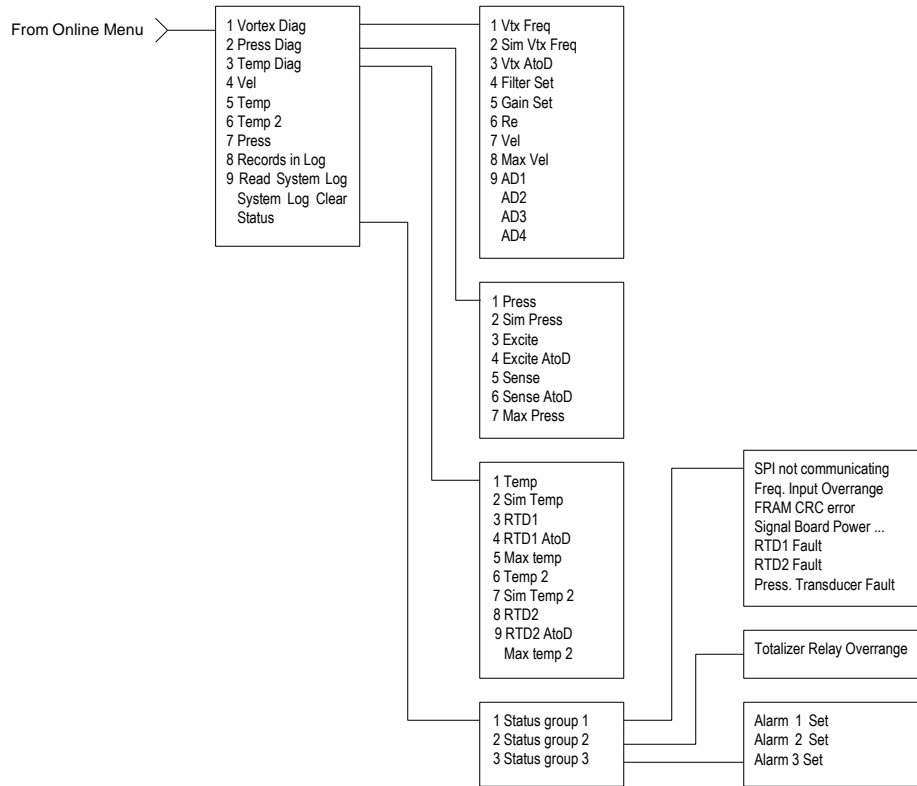 From Online Menu
1 Vortex Diag
2 Press Diag
3 Temp Diag
4 Vel
5 Temp
6 Temp 2
7 Press
8 Records in Log
9 Read System Log
System Log Clear
Status
1 Vtx Freq
2 Sim Vtx Freq
3 Vtx AtoD
4 Filter Set
5 Gain Set
6 Re
7 Vel
8 Max Vel
9 AD1
AD2
AD3
AD4
1 Press
2 Sim Press
3 Excite
4 Excite AtoD
5 Sense
6 Sense AtoD
7 Max Press
1 Temp
2 Sim Temp
3 RTD1
4 RTD1 AtoD
5 Max temp
6 Temp 2
7 Sim Temp 2
8 RTD2
9 RTD2 AtoD
Max temp 2
1 Status group 1
2 Status group 2
3 Status group 3
SPI not communicating
Freq. Input Overrange
FRAM CRC error
Signal Board Power ...
RTD1 Fault
RTD2 Fault
Press. Transducer Fault
Totalizer Relay Overrange
Alarm 1 Set
Alarm 2 Set
Alarm 3 Set